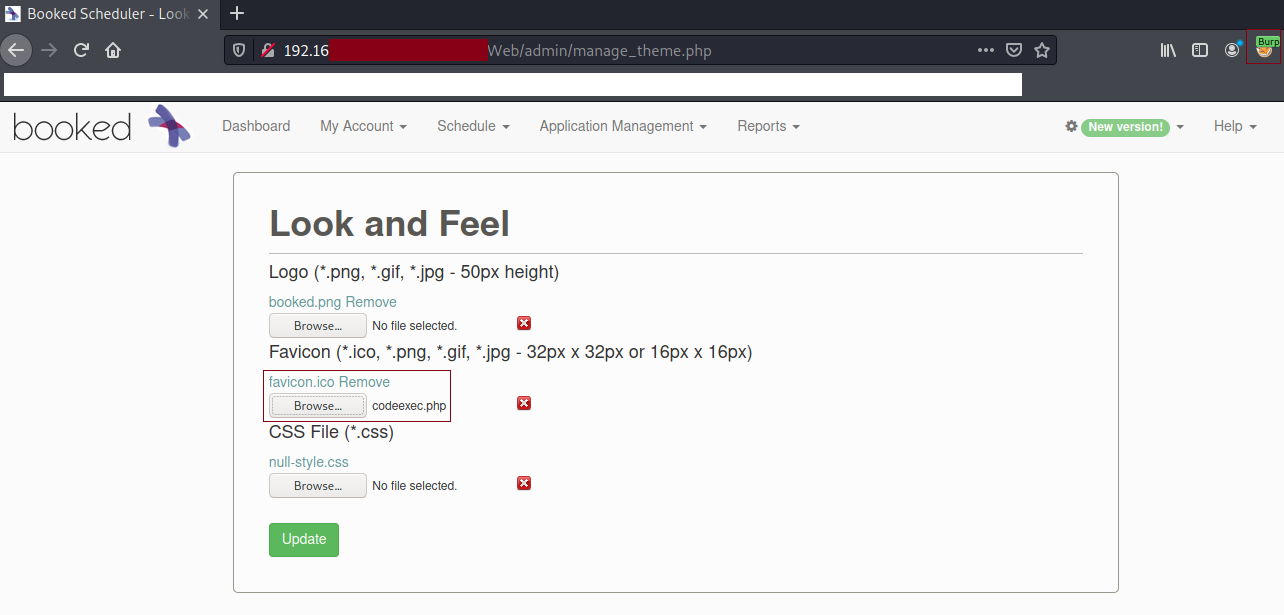 Booked Scheduler - Look
192.16 Web/admin/manage_theme.php
Burp
booked Dashboard My Account Schedule Application Management Reports New version! Help
Look and Feel
Logo (*.png, *.gif, *.jpg - 50px height)
booked.png Remove
Browse... No file selected.
Favicon (*.ico, *.png, *.gif, *.jpg - 32px x 32px or 16px x 16px)
favicon.ico Remove
Browse... codeexec.php
CSS File (*.css)
null-style.css
Browse... No file selected.
Update